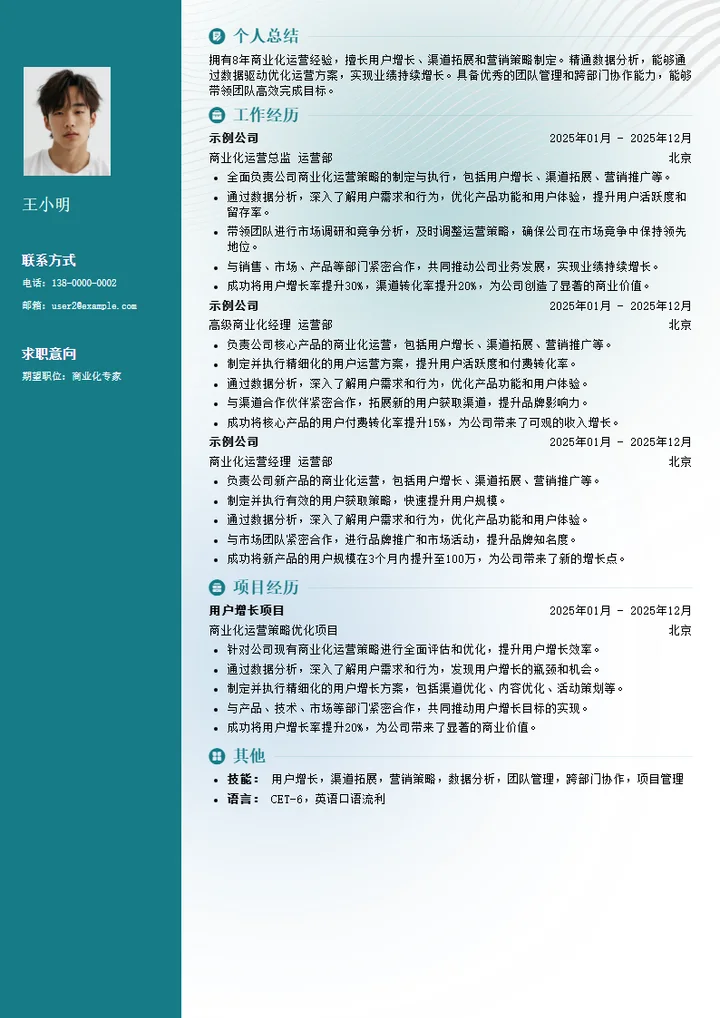 王小明
联系方式
电话：138-0000-0002
邮箱：user2@example.com
求职意向
期望职位：商业化专家
个人总结
拥有8年商业化运营经验，擅长用户增长、渠道拓展和营销策略制定。精通数据分析，能够通
过数据驱动优化运营方案，实现业绩持续增长。具备优秀的团队管理和跨部门协作能力，能够
带领团队高效完成目标。
工作经历
示例公司 2025年01月 - 2025年12月
商业化运营总监 运营部 北京
• 全面负责公司商业化运营策略的制定与执行，包括用户增长、渠道拓展、营销推广等。
• 通过数据分析，深入了解用户需求和行为，优化产品功能和用户体验，提升用户活跃度和
留存率。
• 带领团队进行市场调研和竞争分析，及时调整运营策略，确保公司在市场竞争中保持领先
地位。
• 与销售、市场、产品等部门紧密合作，共同推动公司业务发展，实现业绩持续增长。
• 成功将用户增长率提升30%，渠道转化率提升20%，为公司创造了显著的商业价值。
示例公司 2025年01月 - 2025年12月
高级商业化经理 运营部 北京
• 负责公司核心产品的商业化运营，包括用户增长、渠道拓展、营销推广等。
• 制定并执行精细化的用户运营方案，提升用户活跃度和付费转化率。
• 通过数据分析，深入了解用户需求和行为，优化产品功能和用户体验。
• 与渠道合作伙伴紧密合作，拓展新的用户获取渠道，提升品牌影响力。
• 成功将核心产品的用户付费转化率提升15%，为公司带来了可观的收入增长。
示例公司 2025年01月 - 2025年12月
商业化运营经理 运营部 北京
• 负责公司新产品的商业化运营，包括用户增长、渠道拓展、营销推广等。
• 制定并执行有效的用户获取策略，快速提升用户规模。
• 通过数据分析，深入了解用户需求和行为，优化产品功能和用户体验。
• 与市场团队紧密合作，进行品牌推广和市场活动，提升品牌知名度。
• 成功将新产品的用户规模在3个月内提升至100万，为公司带来了新的增长点。
项目经历
用户增长项目 2025年01月 - 2025年12月
商业化运营策略优化项目 北京
• 针对公司现有商业化运营策略进行全面评估和优化，提升用户增长效率。
• 通过数据分析，深入了解用户需求和行为，发现用户增长的瓶颈和机会。
• 制定并执行精细化的用户增长方案，包括渠道优化、内容优化、活动策划等。
• 与产品、技术、市场等部门紧密合作，共同推动用户增长目标的实现。
• 成功将用户增长率提升20%，为公司带来了显著的商业价值。
其他
• 技能： 用户增长，渠道拓展，营销策略，数据分析，团队管理，跨部门协作，项目管理
• 语言： CET-6，英语口语流利